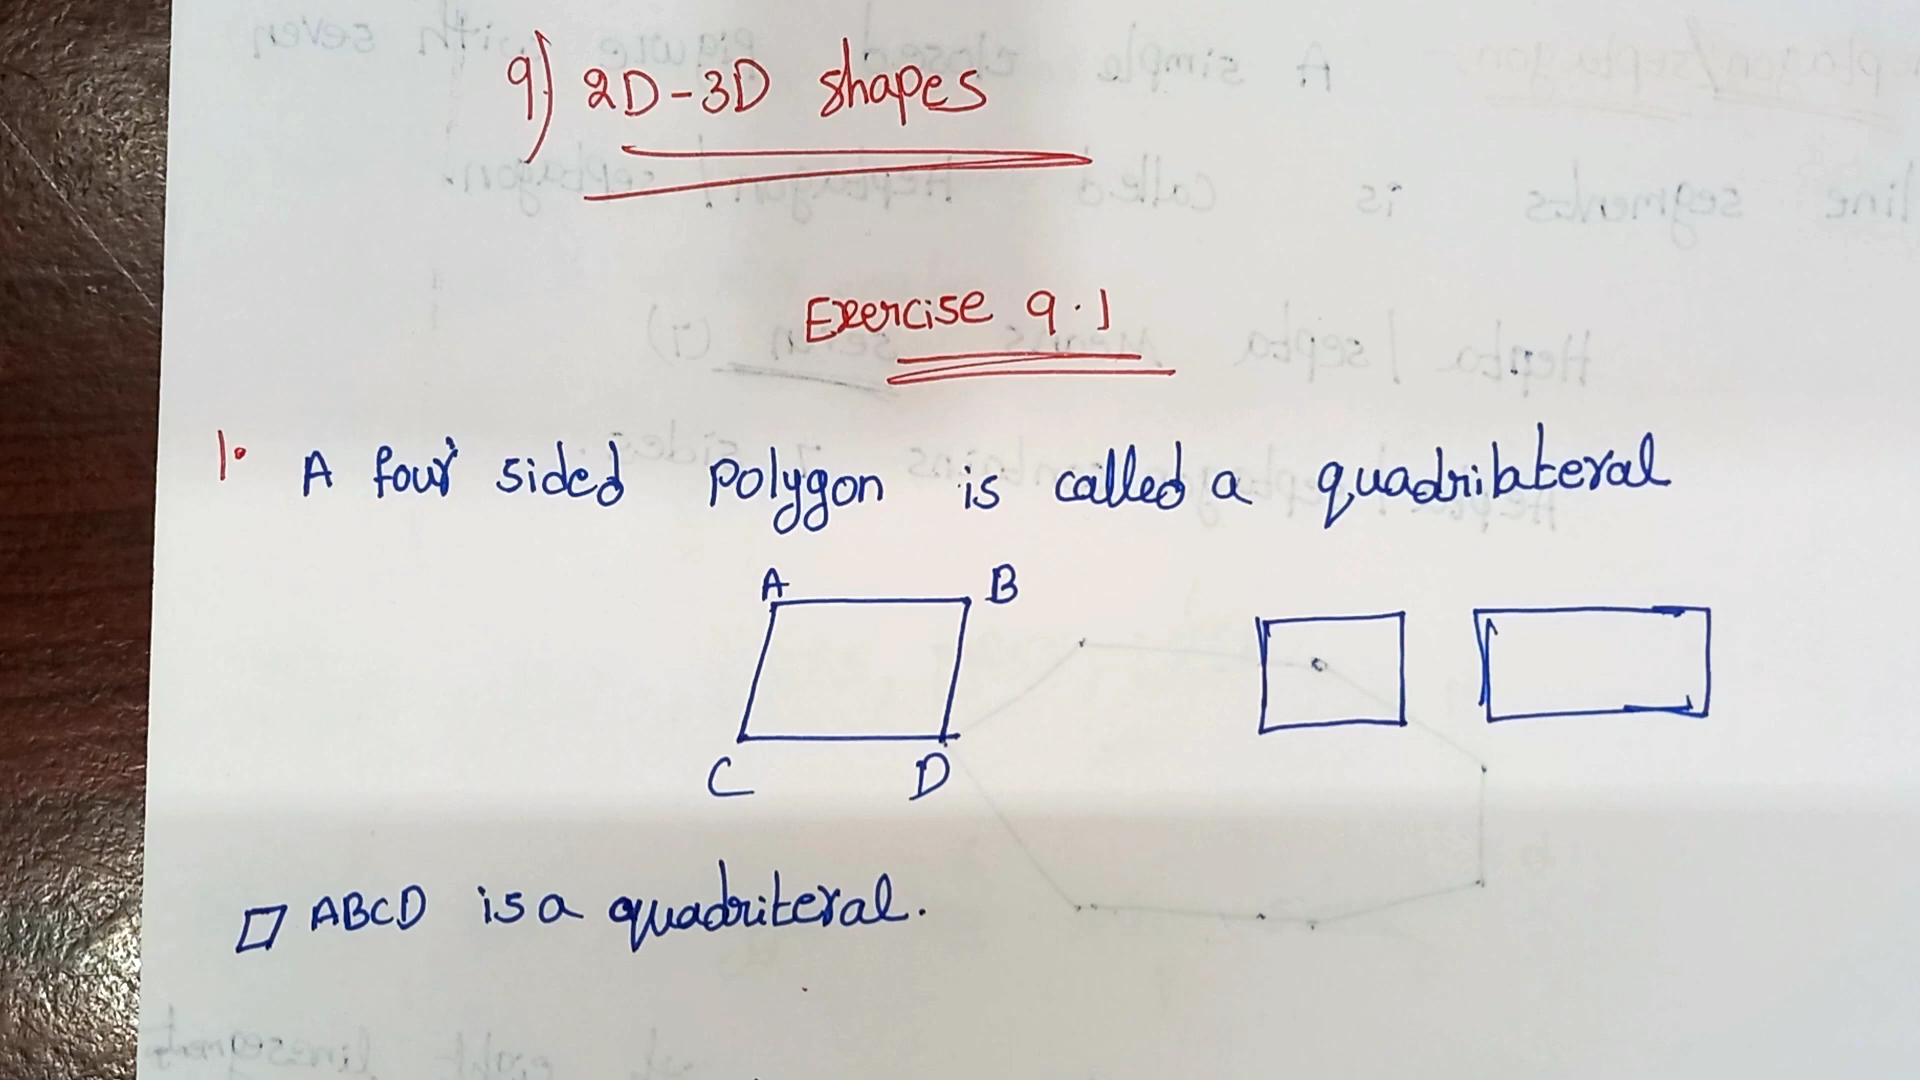 9) 2D-3D shapes
Exercise 9.1
1. A four sided polygon is called a quadrilateral
A B
C D
▱ ABCD is a quadriteral.